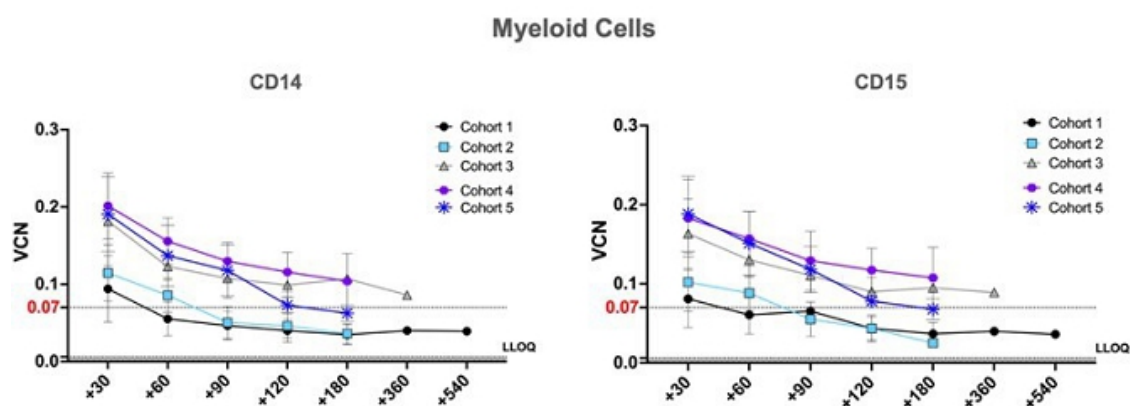 Myeloid Cells
CD14
0.3
0.2
0.1
0.07
0.0
VCN
Cohort 1
Cohort 2
Cohort 3
Cohort 4
Cohort 5
LLOQ
+30
+60
+90
+120
+180
+360
+540
CD15
0.3
0.2
0.1
0.07
0.0
VCN
Cohort 1
Cohort 2
Cohort 3
Cohort 4
Cohort 5
LLOQ
+30
+60
+90
+120
+180
+360
+540